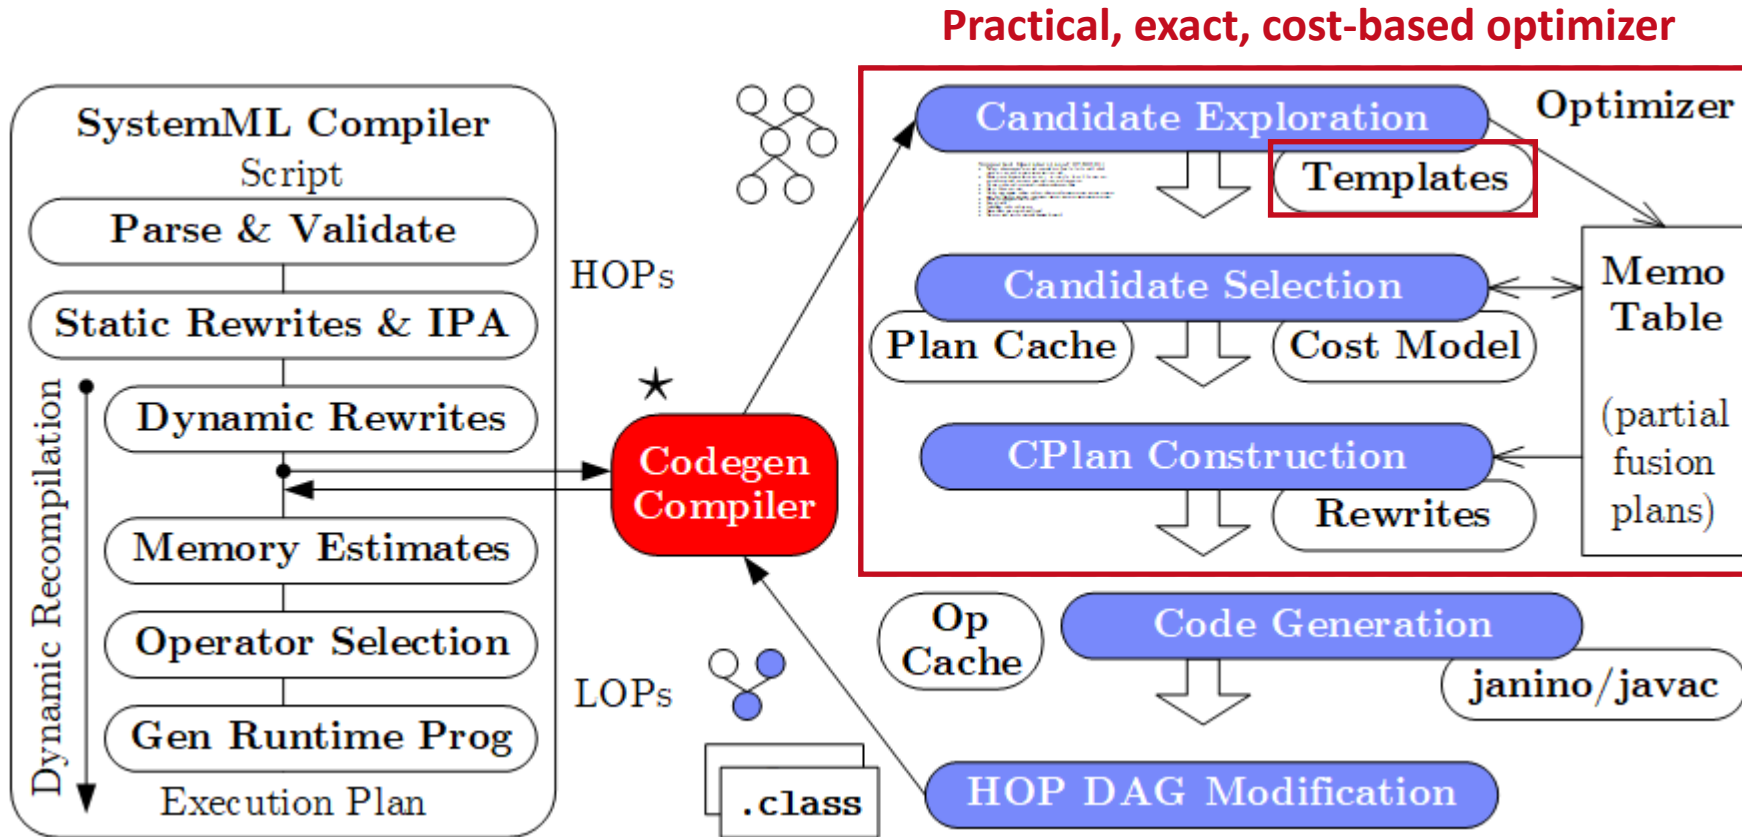 Practical, exact, cost-based optimizer
SystemML Compiler
Script
Parse & Validate
Static Rewrites & IPA
Dynamic Rewrites
Memory Estimates
Operator Selection
Gen Runtime Prog
Execution Plan
Dynamic Recompilation
HOPs
LOPs
Codegen
Compiler
.class
Optimizer
Candidate Exploration
Templates
Candidate Selection
Plan Cache
Cost Model
CPlan Construction
Rewrites
Memo
Table
(partial
fusion
plans)
Op
Cache
Code Generation
janino/javac
HOP DAG Modification